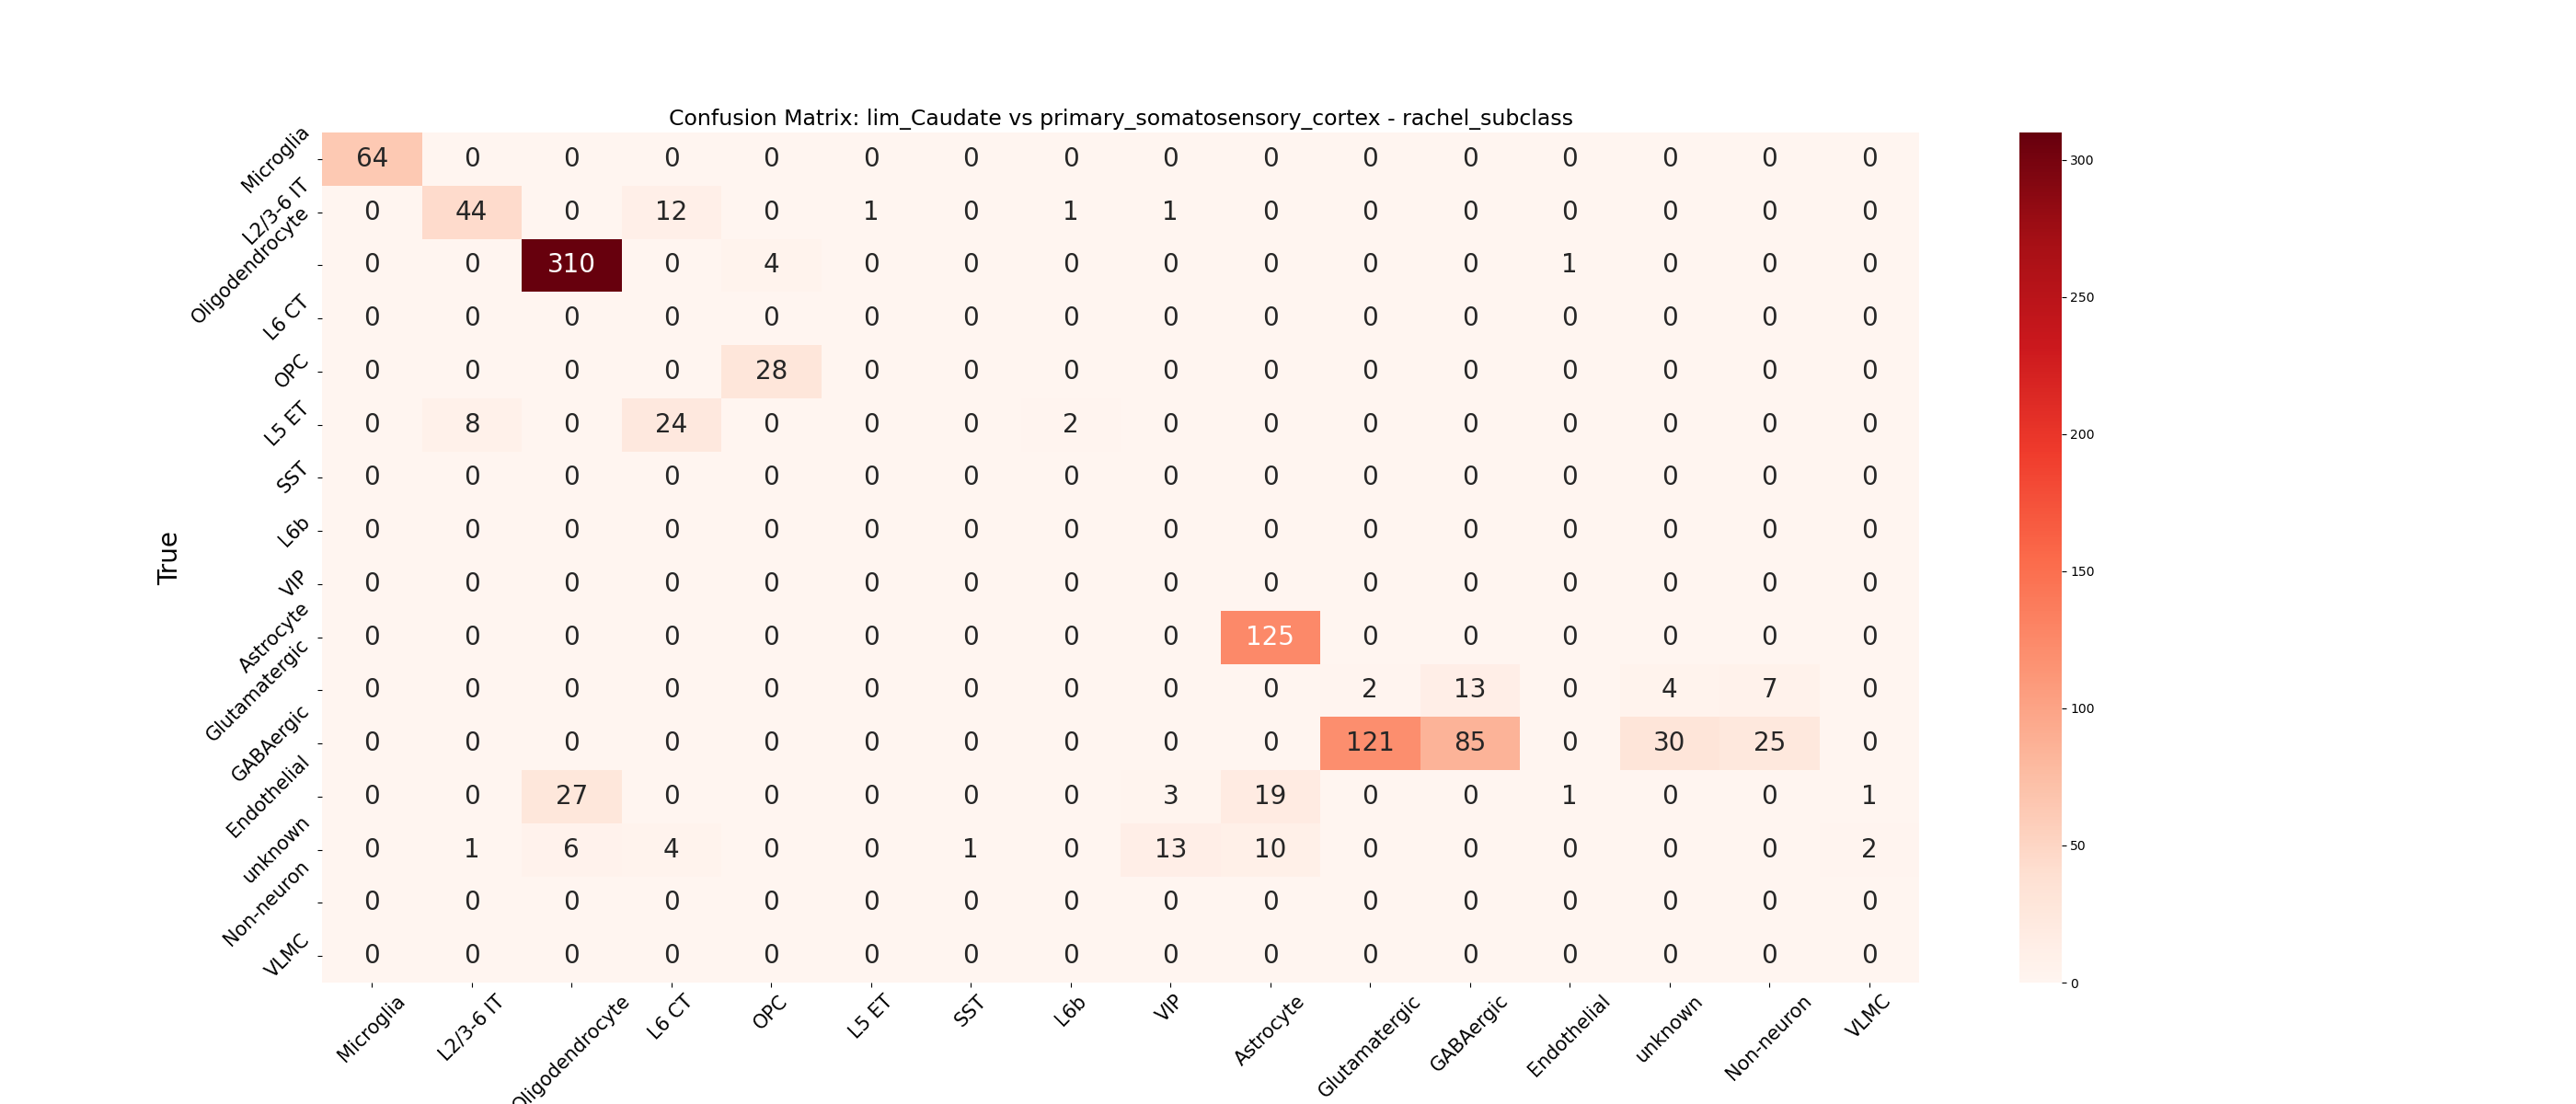 Confusion Matrix: lim_Caudate vs primary_somatosensory_cortex - rachel_subclass
True
Microglia 64 0 0 0 0 0 0 0 0 0 0 0 0 0 0 0
L2/3-6 IT 0 44 0 12 0 1 0 1 1 0 0 0 0 0 0 0
Oligodendrocyte 0 0 310 0 4 0 0 0 0 0 0 0 1 0 0 0
L6 CT 0 0 0 0 0 0 0 0 0 0 0 0 0 0 0 0
OPC 0 0 0 0 28 0 0 0 0 0 0 0 0 0 0 0
L5 ET 0 8 0 24 0 0 0 2 0 0 0 0 0 0 0 0
SST 0 0 0 0 0 0 0 0 0 0 0 0 0 0 0 0
L6b 0 0 0 0 0 0 0 0 0 0 0 0 0 0 0 0
VIP 0 0 0 0 0 0 0 0 0 0 0 0 0 0 0 0
Astrocyte 0 0 0 0 0 0 0 0 0 125 0 0 0 0 0 0
Glutamatergic 0 0 0 0 0 0 0 0 0 0 2 13 0 4 7 0
GABAergic 0 0 0 0 0 0 0 0 0 0 121 85 0 30 25 0
Endothelial 0 0 27 0 0 0 0 0 3 19 0 0 1 0 0 1
unknown 0 1 6 4 0 0 1 0 13 10 0 0 0 0 0 2
Non-neuron 0 0 0 0 0 0 0 0 0 0 0 0 0 0 0 0
VLMC 0 0 0 0 0 0 0 0 0 0 0 0 0 0 0 0
Microglia L2/3-6 IT Oligodendrocyte L6 CT OPC L5 ET SST L6b VIP Astrocyte Glutamatergic GABAergic Endothelial unknown Non-neuron VLMC
300
250
200
150
100
50
0